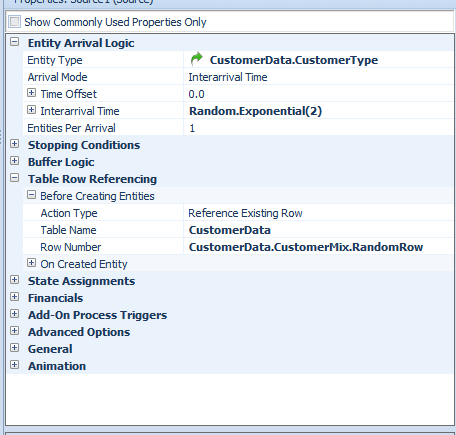 Properties: Source1 (Source)
Show Commonly Used Properties Only
Entity Arrival Logic
Entity Type CustomerData.CustomerType
Arrival Mode Interarrival Time
Time Offset 0.0
Interarrival Time Random.Exponential(2)
Entities Per Arrival 1
Stopping Conditions
Buffer Logic
Table Row Referencing
Before Creating Entities
Action Type Reference Existing Row
Table Name CustomerData
Row Number CustomerData.CustomerMix.RandomRow
On Created Entity
State Assignments
Financials
Add-On Process Triggers
Advanced Options
General
Animation